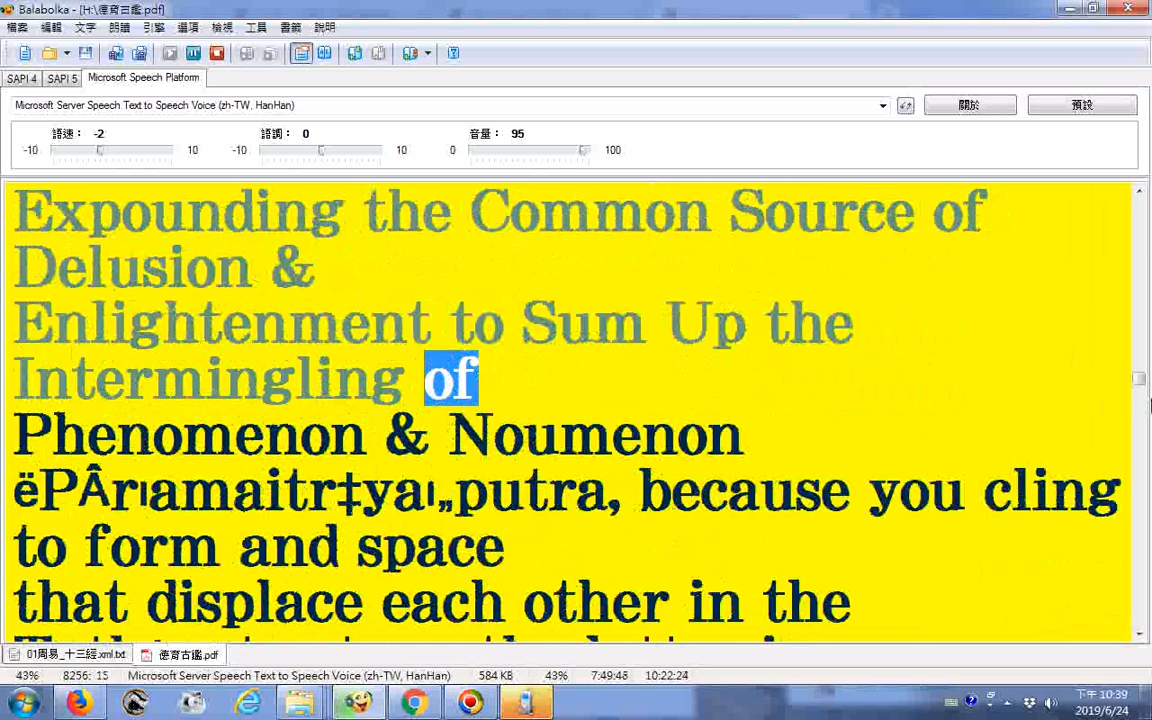 Balabolka - [H:\德育古鑑.pdf]
檔案 編輯 文字 朗讀 引擎 選項 檢視 工具 書籤 說明
SAPI 4 SAPI 5 Microsoft Speech Platform
Microsoft Server Speech Text to Speech Voice (zh-TW, HanHan) 關於 預設
語速： -2 語調： 0 音量： 95
-10 10 -10 10 0 100
Expounding the Common Source of
Delusion &
Enlightenment to Sum Up the
Intermingling of
Phenomenon & Noumenon
ëPÂrıamaitr‡yaı„putra, because you cling
to form and space
that displace each other in the
01周易_十三經.xml.txt 德育古鑑.pdf
43% 8256: 15 Microsoft Server Speech Text to Speech Voice (zh-TW, HanHan) 584 KB 43% 7:49:48 10:22:24
下午 10:39
2019/6/24